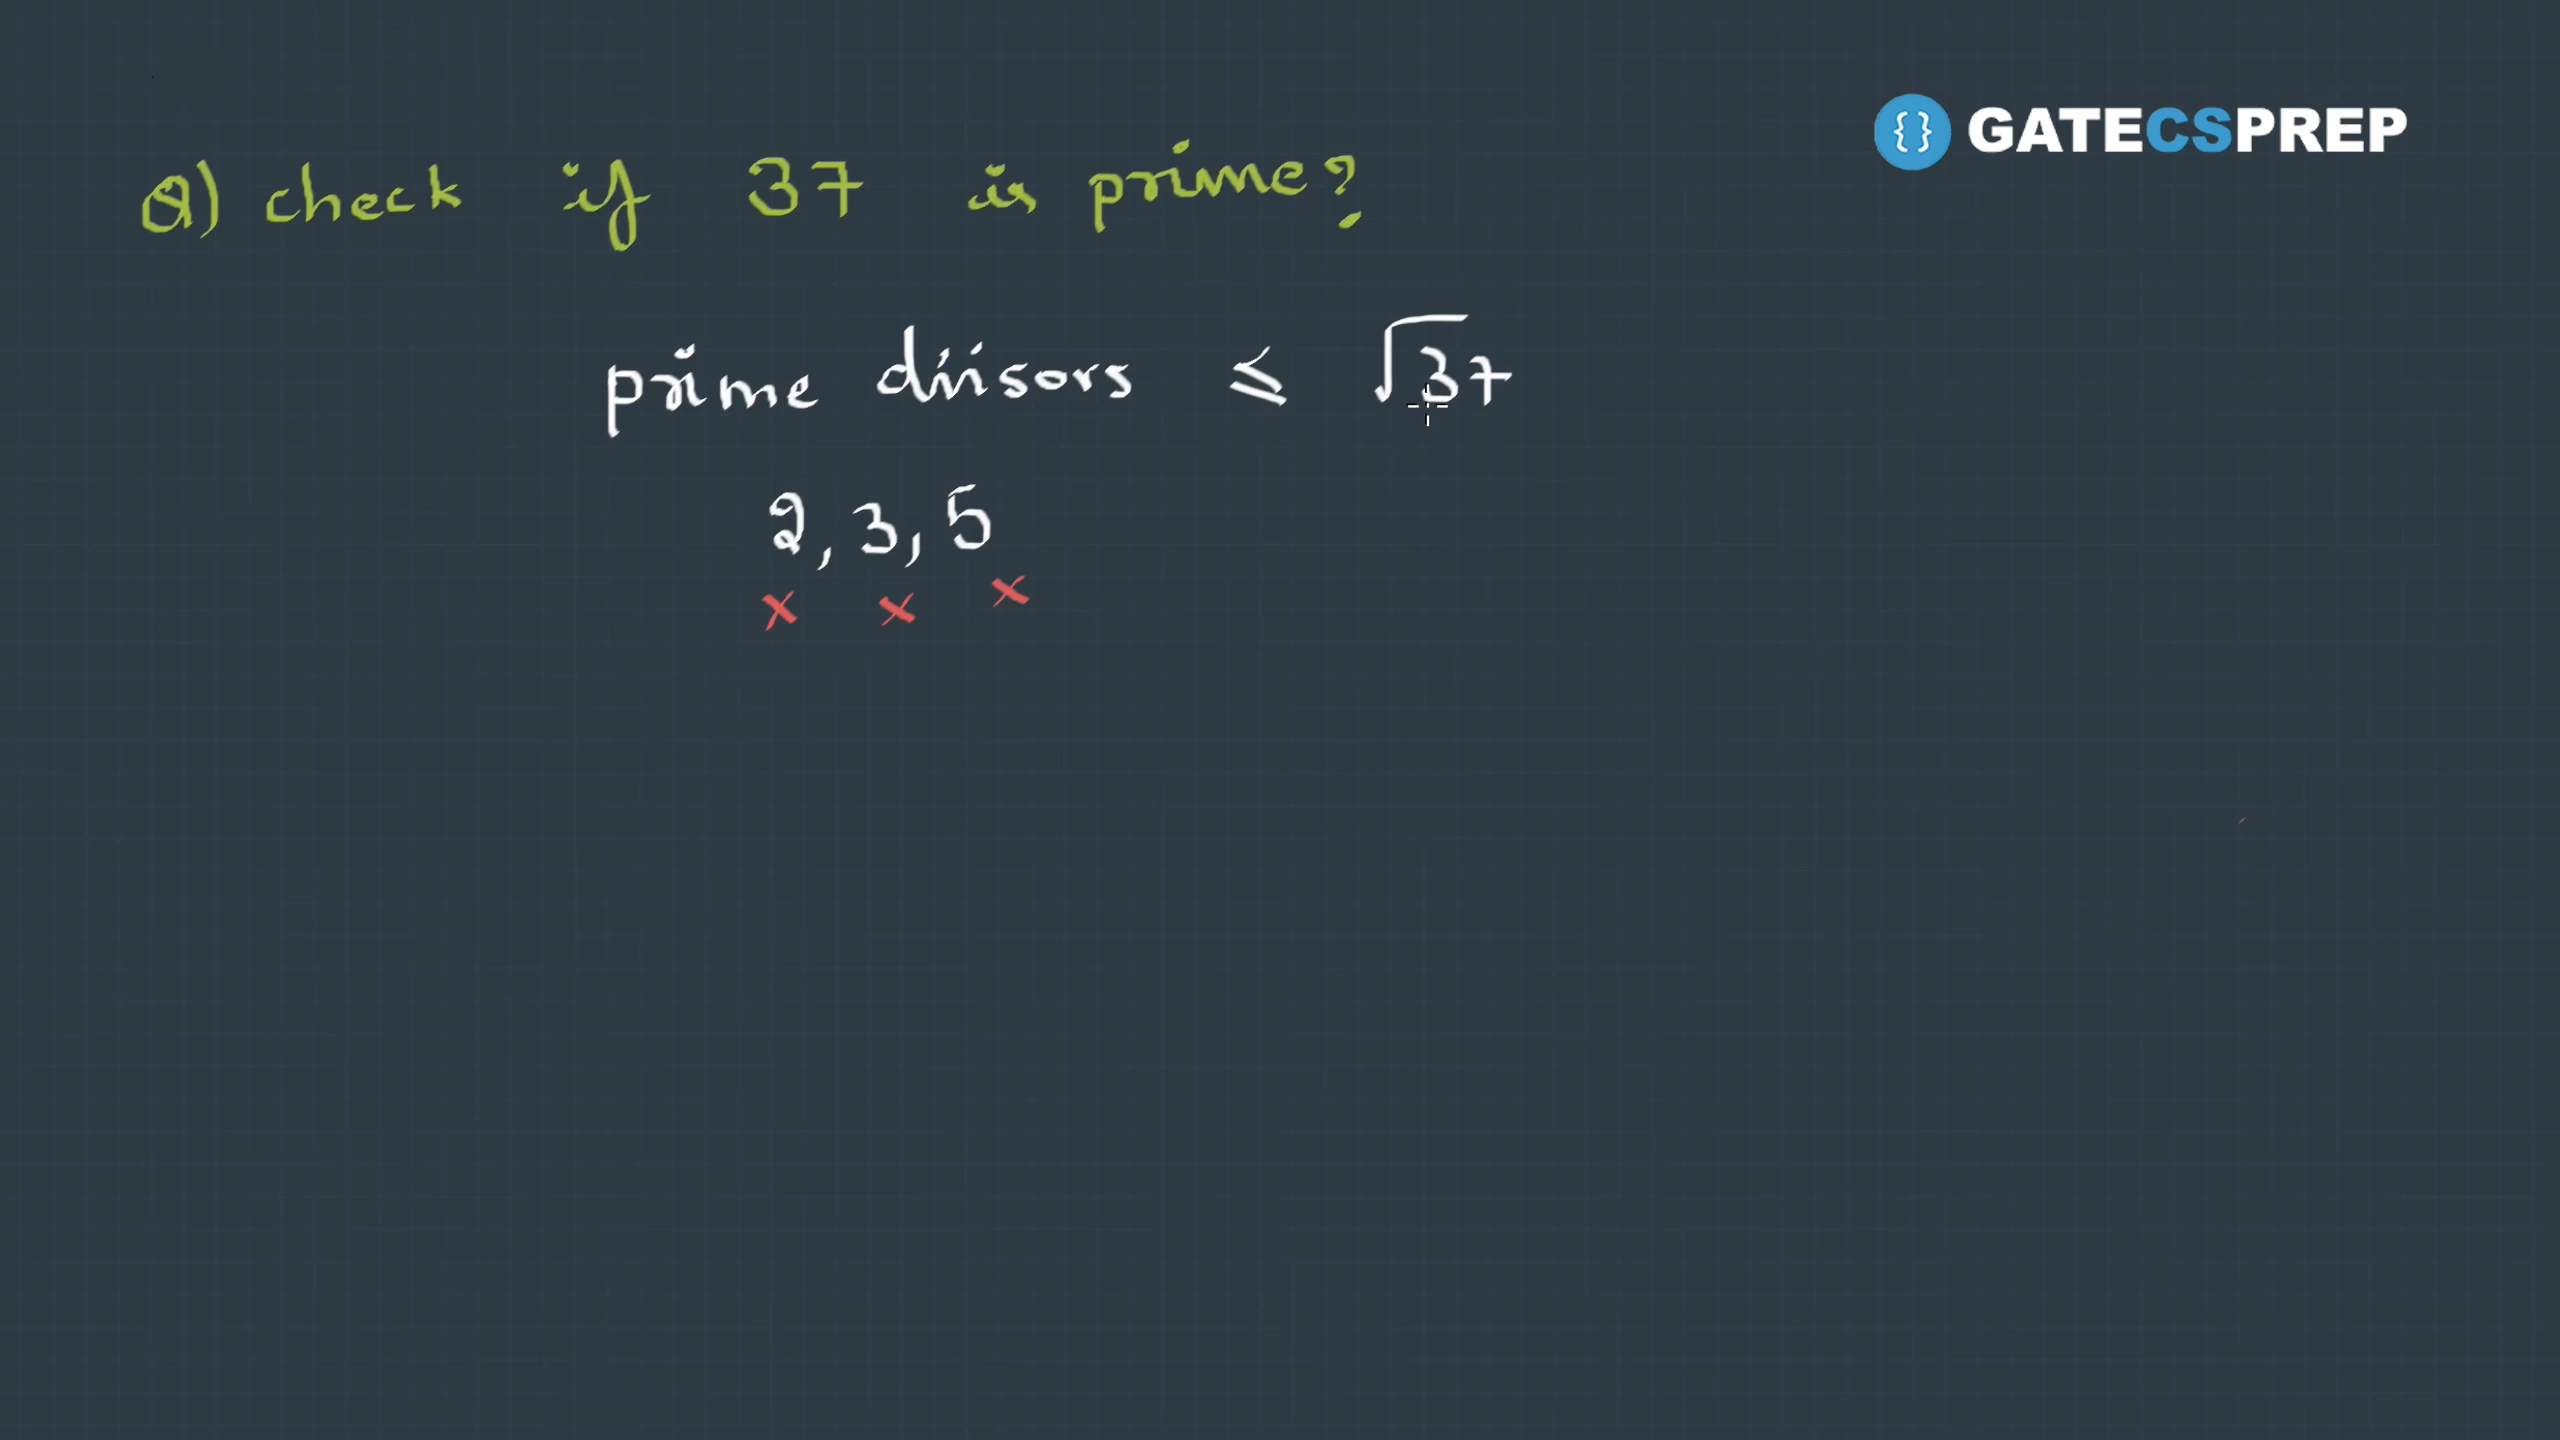 {} GATECSPREP
Q) check if 37 is prime?
prime divisors ≤ √37
2, 3, 5
x x x